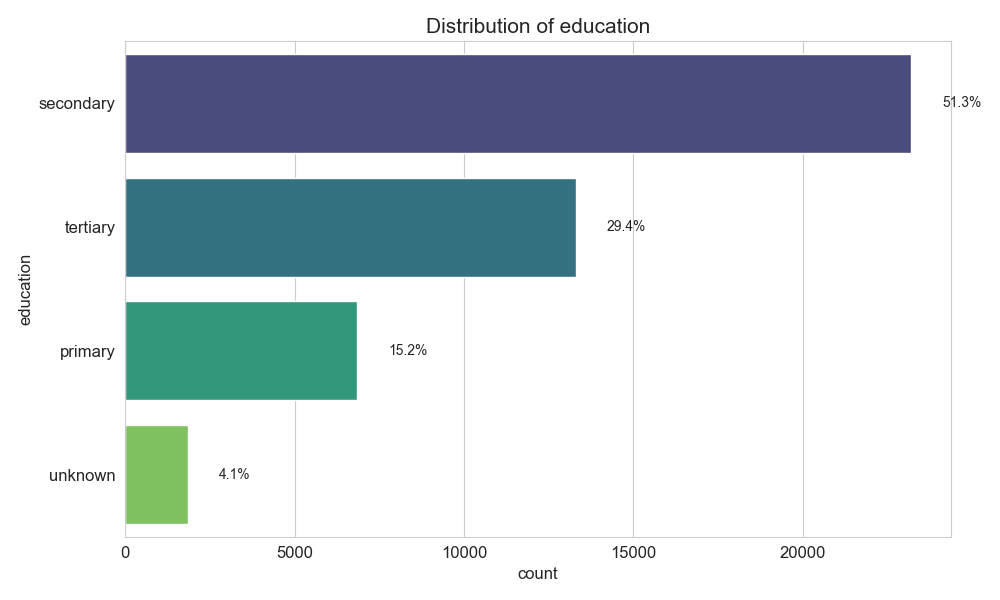 Distribution of education
secondary
51.3%
tertiary
29.4%
education
primary
15.2%
unknown
4.1%
0 5000 10000 15000 20000
count